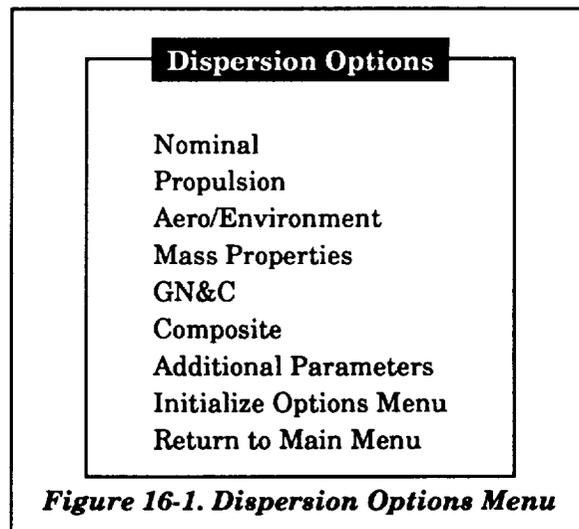 Dispersion Options
Nominal
Propulsion
Aero/Environment
Mass Properties
GN&C
Composite
Additional Parameters
Initialize Options Menu
Return to Main Menu
Figure 16-1. Dispersion Options Menu